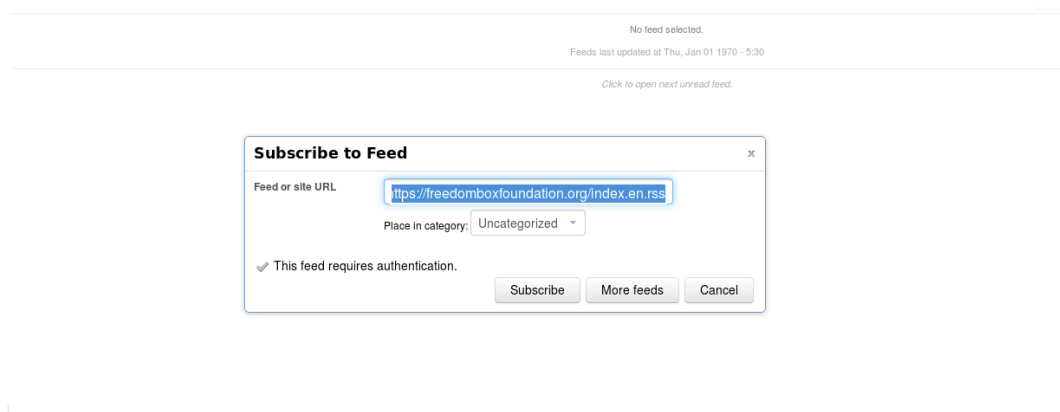 No feed selected.
Feeds last updated at Thu, Jan 01 1970 - 5:30
Click to open next unread feed.
Subscribe to Feed x
Feed or site URL ttps://freedomboxfoundation.org/index.en.rss
Place in category: Uncategorized
This feed requires authentication.
Subscribe More feeds Cancel